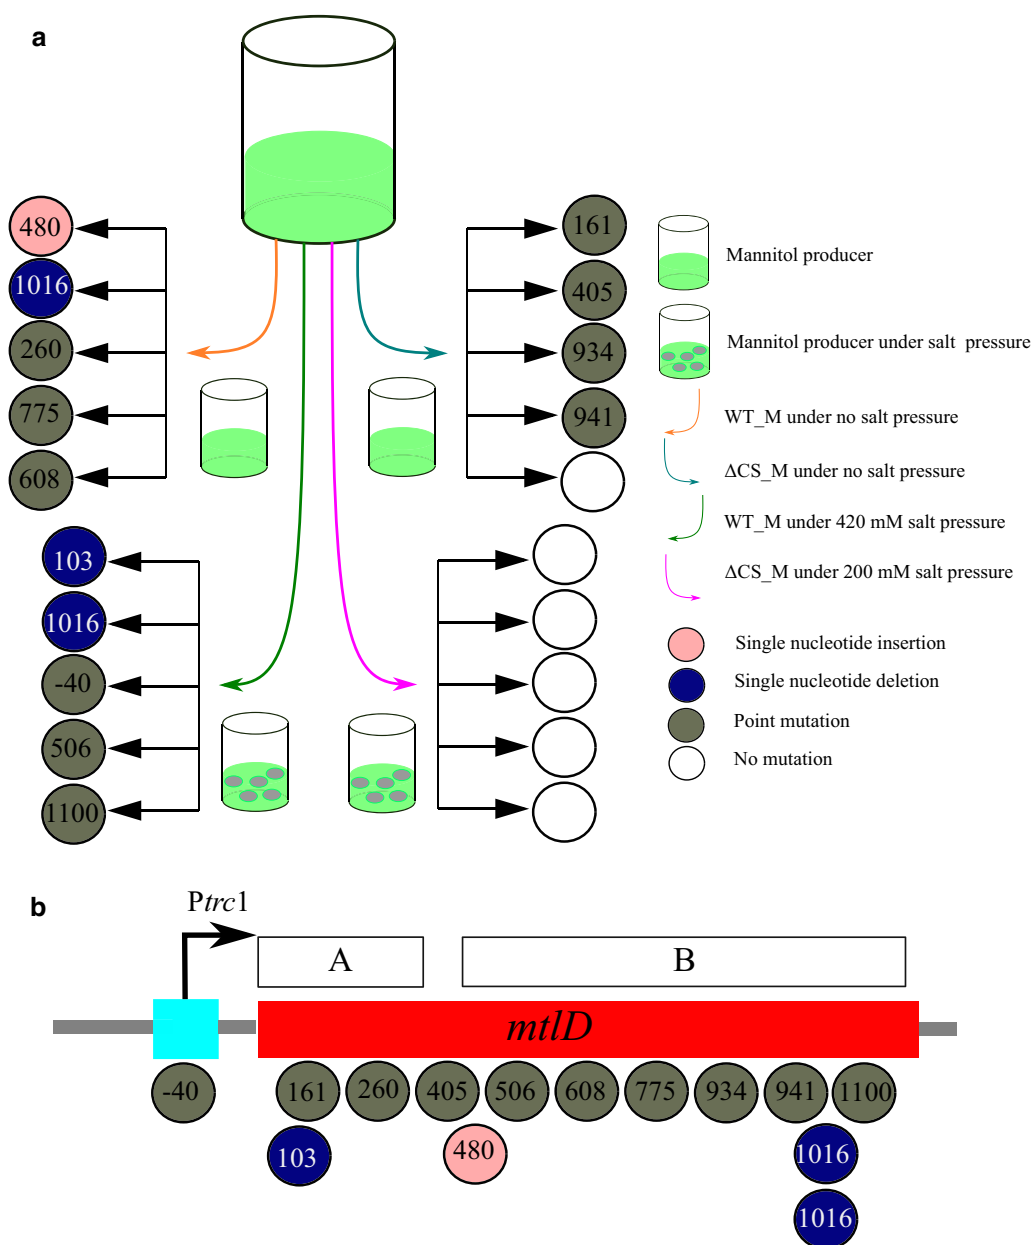 a
480
1016
260
775
608
103
1016
-40
506
1100
161
405
934
941
Mannitol producer
Mannitol producer under salt pressure
WT_M under no salt pressure
ΔCS_M under no salt pressure
WT_M under 420 mM salt pressure
ΔCS_M under 200 mM salt pressure
Single nucleotide insertion
Single nucleotide deletion
Point mutation
No mutation
b
Ptrc1
A
B
mtlD
-40
161
260
405
506
608
775
934
941
1100
103
480
1016
1016